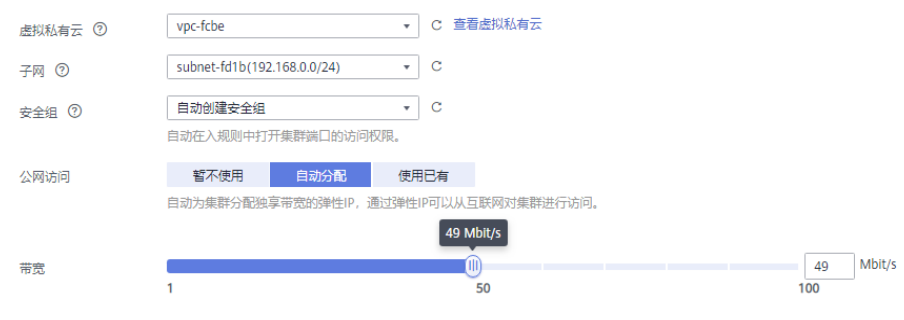 虚拟私有云 ? vpc-fcbe 查看虚拟私有云
子网 ? subnet-fd1b(192.168.0.0/24)
安全组 ? 自动创建安全组
自动在入规则中打开集群端口的访问权限。
公网访问 暂不使用 自动分配 使用已有
自动为集群分配独享带宽的弹性IP，通过弹性IP可以从互联网对集群进行访问。
49 Mbit/s
带宽 49 Mbit/s
1 50 100